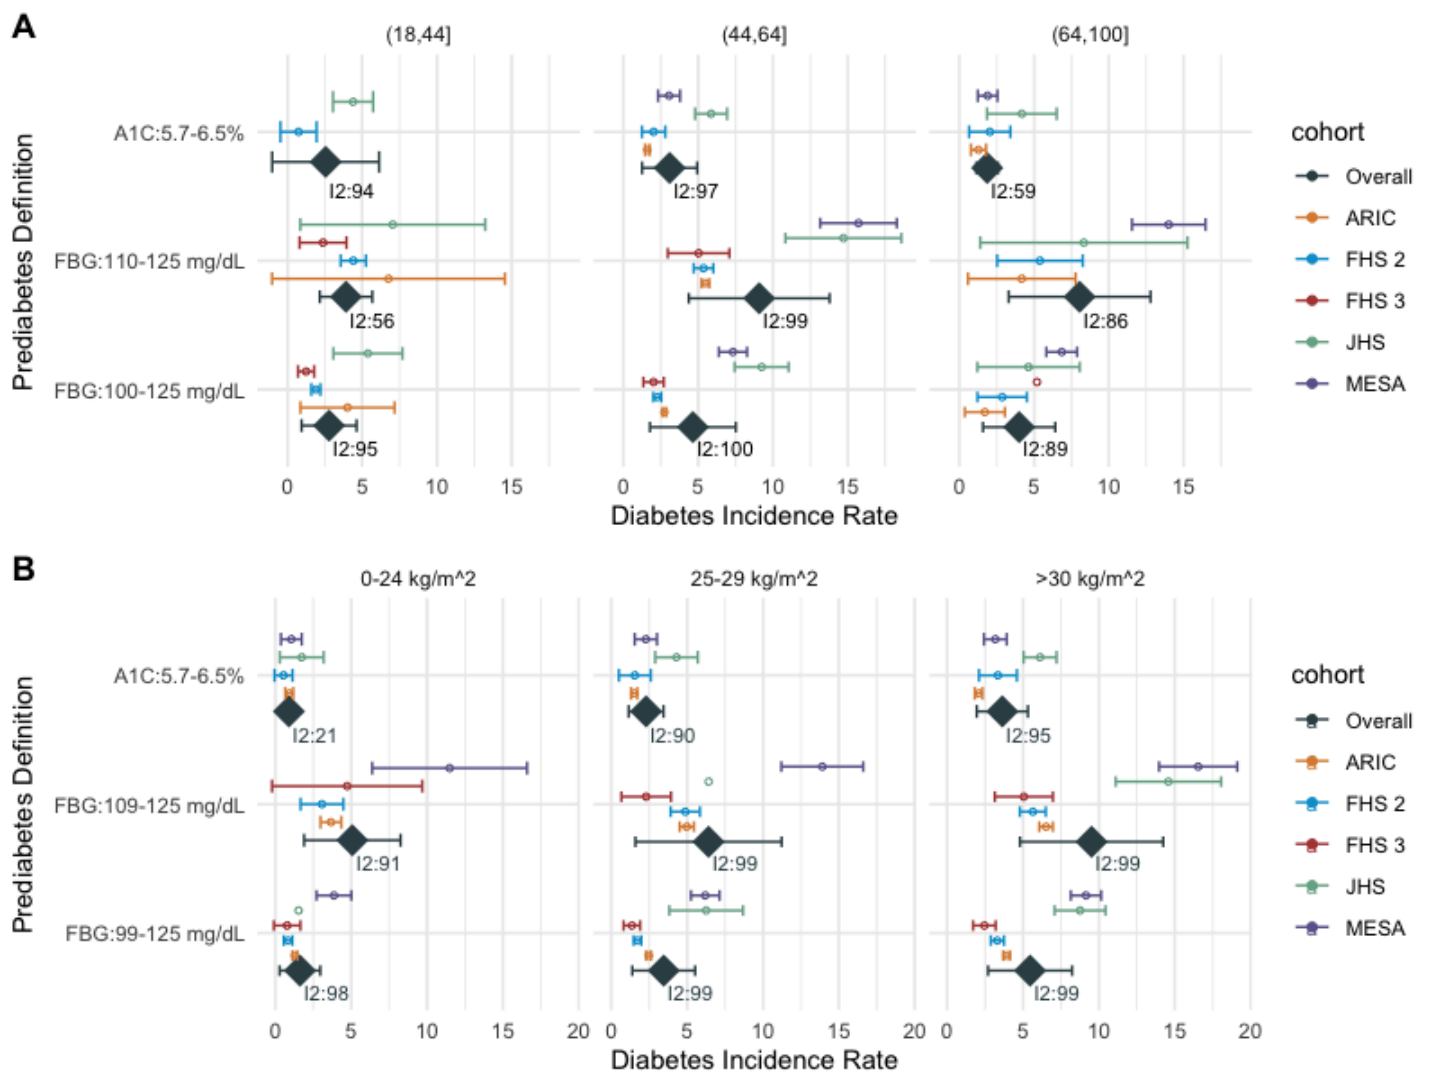 A
(18,44]
(44,64]
(64,100]
Prediabetes Definition
A1C:5.7-6.5%
FBG:110-125 mg/dL
FBG:100-125 mg/dL
I2:94
I2:97
I2:59
I2:56
I2:99
I2:86
I2:95
I2:100
I2:89
0 5 10 15
0 5 10 15
0 5 10 15
Diabetes Incidence Rate
cohort
Overall
ARIC
FHS 2
FHS 3
JHS
MESA
B
0-24 kg/m^2
25-29 kg/m^2
>30 kg/m^2
Prediabetes Definition
A1C:5.7-6.5%
FBG:109-125 mg/dL
FBG:99-125 mg/dL
I2:21
I2:90
I2:95
I2:91
I2:99
I2:99
I2:98
I2:99
I2:99
0 5 10 15 20
0 5 10 15 20
0 5 10 15 20
Diabetes Incidence Rate
cohort
Overall
ARIC
FHS 2
FHS 3
JHS
MESA